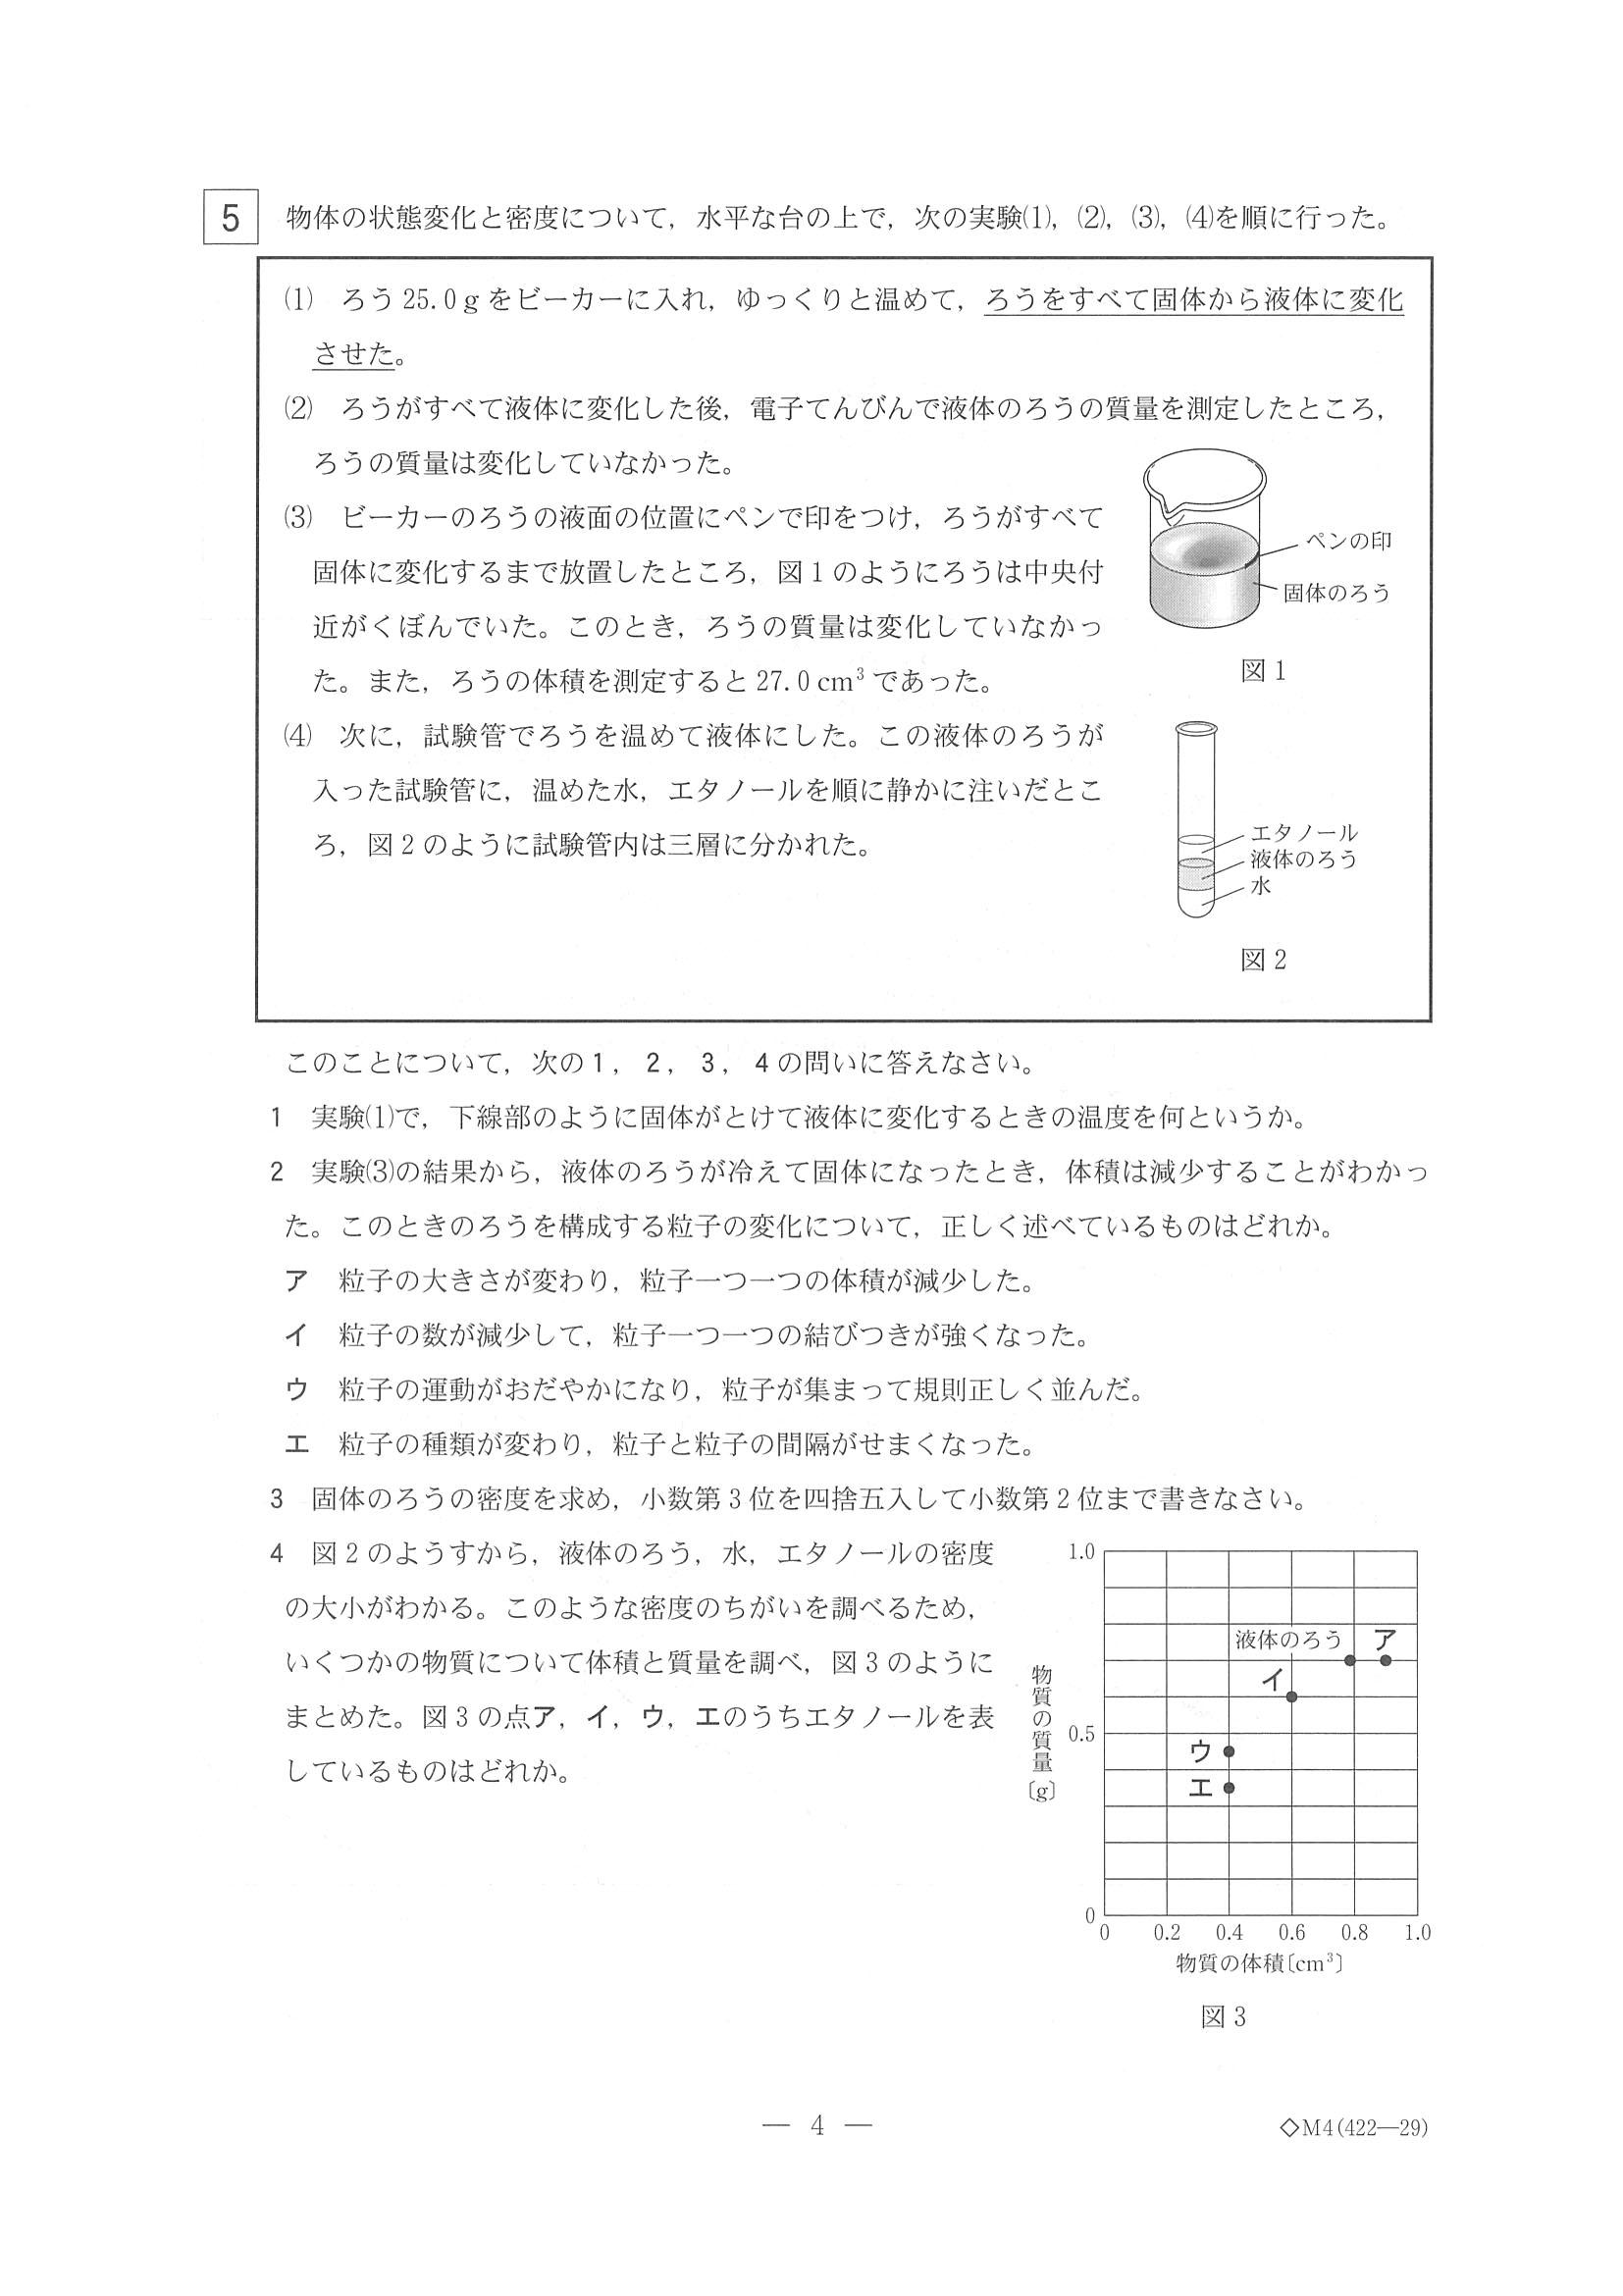 5 物体の状態変化と密度について，水平な台の上で，次の実験⑴，⑵，⑶，⑷を順に行った。
⑴ ろう 25.0 g をビーカーに入れ，ゆっくりと温めて，ろうをすべて固体から液体に変化
させた。
⑵ ろうがすべて液体に変化した後，電子てんびんで液体のろうの質量を測定したところ，
ろうの質量は変化していなかった。
⑶ ビーカーのろうの液面の位置にペンで印をつけ，ろうがすべて
固体に変化するまで放置したところ，図 1 のようにろうは中央付
近がくぼんでいた。このとき，ろうの質量は変化していなかっ
た。また，ろうの体積を測定すると 27.0 cm³ であった。
ペンの印
固体のろう
図 1
⑷ 次に，試験管でろうを温めて液体にした。この液体のろうが
入った試験管に，温めた水，エタノールを順に静かに注いだとこ
ろ，図 2 のように試験管内は三層に分かれた。
エタノール
液体のろう
水
図 2
このことについて，次の 1，2，3，4 の問いに答えなさい。
1 実験⑴で，下線部のように固体がとけて液体に変化するときの温度を何というか。
2 実験⑶の結果から，液体のろうが冷えて固体になったとき，体積は減少することがわかっ
た。このときのろうを構成する粒子の変化について，正しく述べているものはどれか。
ア 粒子の大きさが変わり，粒子一つ一つの体積が減少した。
イ 粒子の数が減少して，粒子一つ一つの結びつきが強くなった。
ウ 粒子の運動がおだやかになり，粒子が集まって規則正しく並んだ。
エ 粒子の種類が変わり，粒子と粒子の間隔がせまくなった。
3 固体のろうの密度を求め，小数第 3 位を四捨五入して小数第 2 位まで書きなさい。
4 図 2 のようすから，液体のろう，水，エタノールの密度
の大小がわかる。このような密度のちがいを調べるため，
いくつかの物質について体積と質量を調べ，図 3 のように
まとめた。図 3 の点ア，イ，ウ，エのうちエタノールを表
しているものはどれか。
1.0
液体のろう ア
イ
物質の質量〔g〕
0.5
ウ
エ
0
0 0.2 0.4 0.6 0.8 1.0
物質の体積〔cm³〕
図 3
― 4 ―
◇M4(422―29)